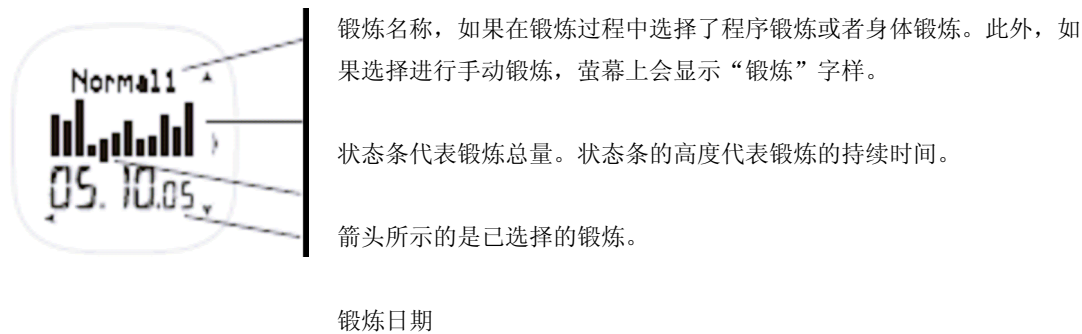 锻炼名称，如果在锻炼过程中选择了程序锻炼或者身体锻炼。此外，如
果选择进行手动锻炼，萤幕上会显示“锻炼”字样。
Normal1
状态条代表锻炼总量。状态条的高度代表锻炼的持续时间。
05.10.05
箭头所示的是已选择的锻炼。
锻炼日期